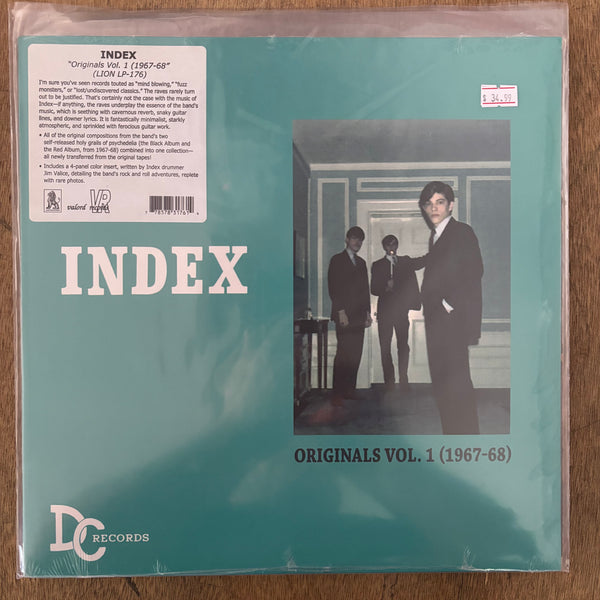 INDEX
"Originals Vol. 1 (1967-68"
(LION LP-176)
I'm sure you've seen records touted as "mind blowing," "fuzz
monsters," or "lost/undiscovered classics." The raves rarely turn
out to be justified. That's certainly not the case with the music of
Index—if anything, the raves underplay the essence of the band's
music, which is seething with cavernous reverb, snaky guitar
lines, and downer lyrics. It is fantastically minimalist, starkly
atmospheric, and sprinkled with ferocious guitar work.
• All of the original compositions from the band's two
self-released holy grails of psychedelia (the Black Album and
the Red Album, from 1967-68) combined into one collection—
all newly transferred from the original tapes!
• Includes a 4-panel color insert, written by Index drummer
Jim Valice, detailing the band's rock and roll adventures, replete
with rare photos.
VR
valord records
$ 34.99
INDEX
ORIGINALS VOL. 1 (1967-68)
DC RECORDS